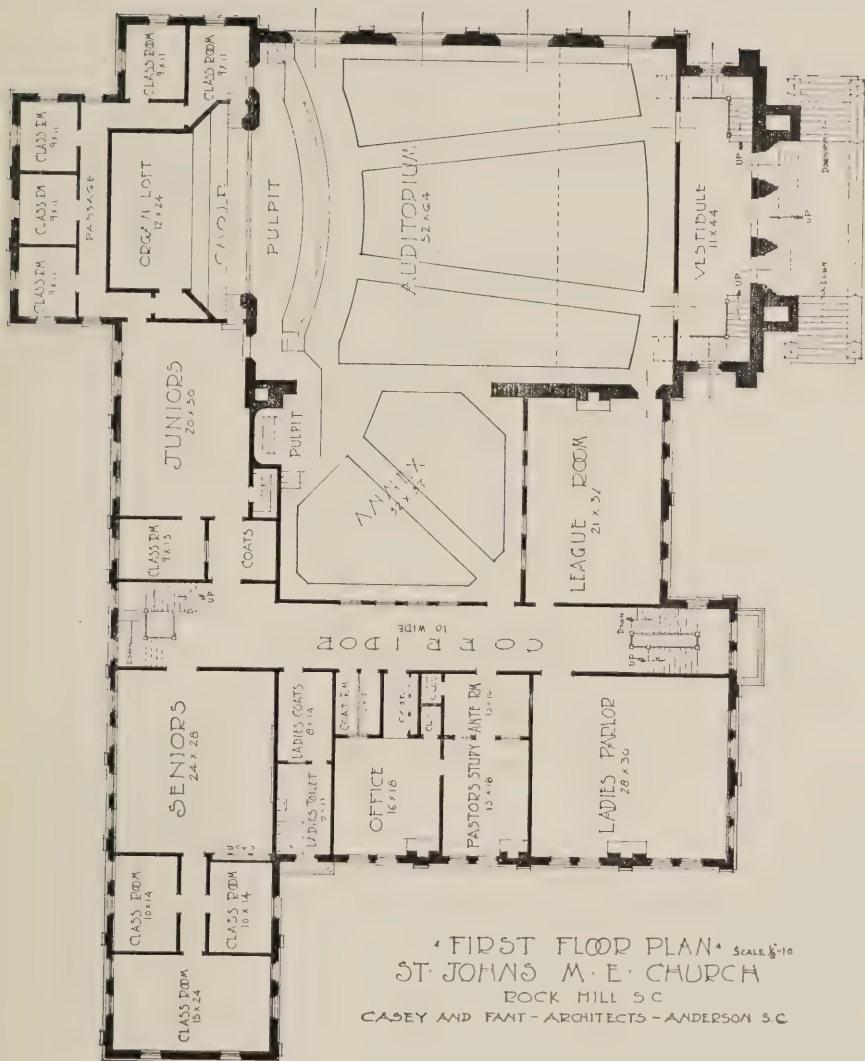 CLASS ROOM
9 x 11
CLASS ROOM
9 x 11
CLASS RM
9 x 11
CLASS RM
9 x 11
CLASS RM
9 x 11
PASSAGE
ORGAN LOFT
12 x 24
PULPIT
AUDITORIUM
52 x 64
VESTIBULE
11 x 44
UP
UP
UP
DOWN
JUNIORS
20 x 30
PULPIT
ANNEX
LEAGUE ROOM
21 x 32
CLASS RM
9 x 13
COATS
UP
DOWN
CORRIDOR
10 WIDE
DOWN
UP
SENIORS
24 x 28
LADIES COATS
8 x 14
COAT RM
LADIES TOILET
OFFICE
16 x 18
PASTORS STUDY
13 x 18
ANTE RM
LADIES PARLOR
28 x 30
CLASS ROOM
10 x 14
CLASS ROOM
10 x 14
CLASS ROOM
15 x 24
"FIRST FLOOR PLAN" SCALE 1/8"=1'0
ST. JOHNS M. E. CHURCH
ROCK HILL S C
CASEY AND FANT - ARCHITECTS - ANDERSON S.C